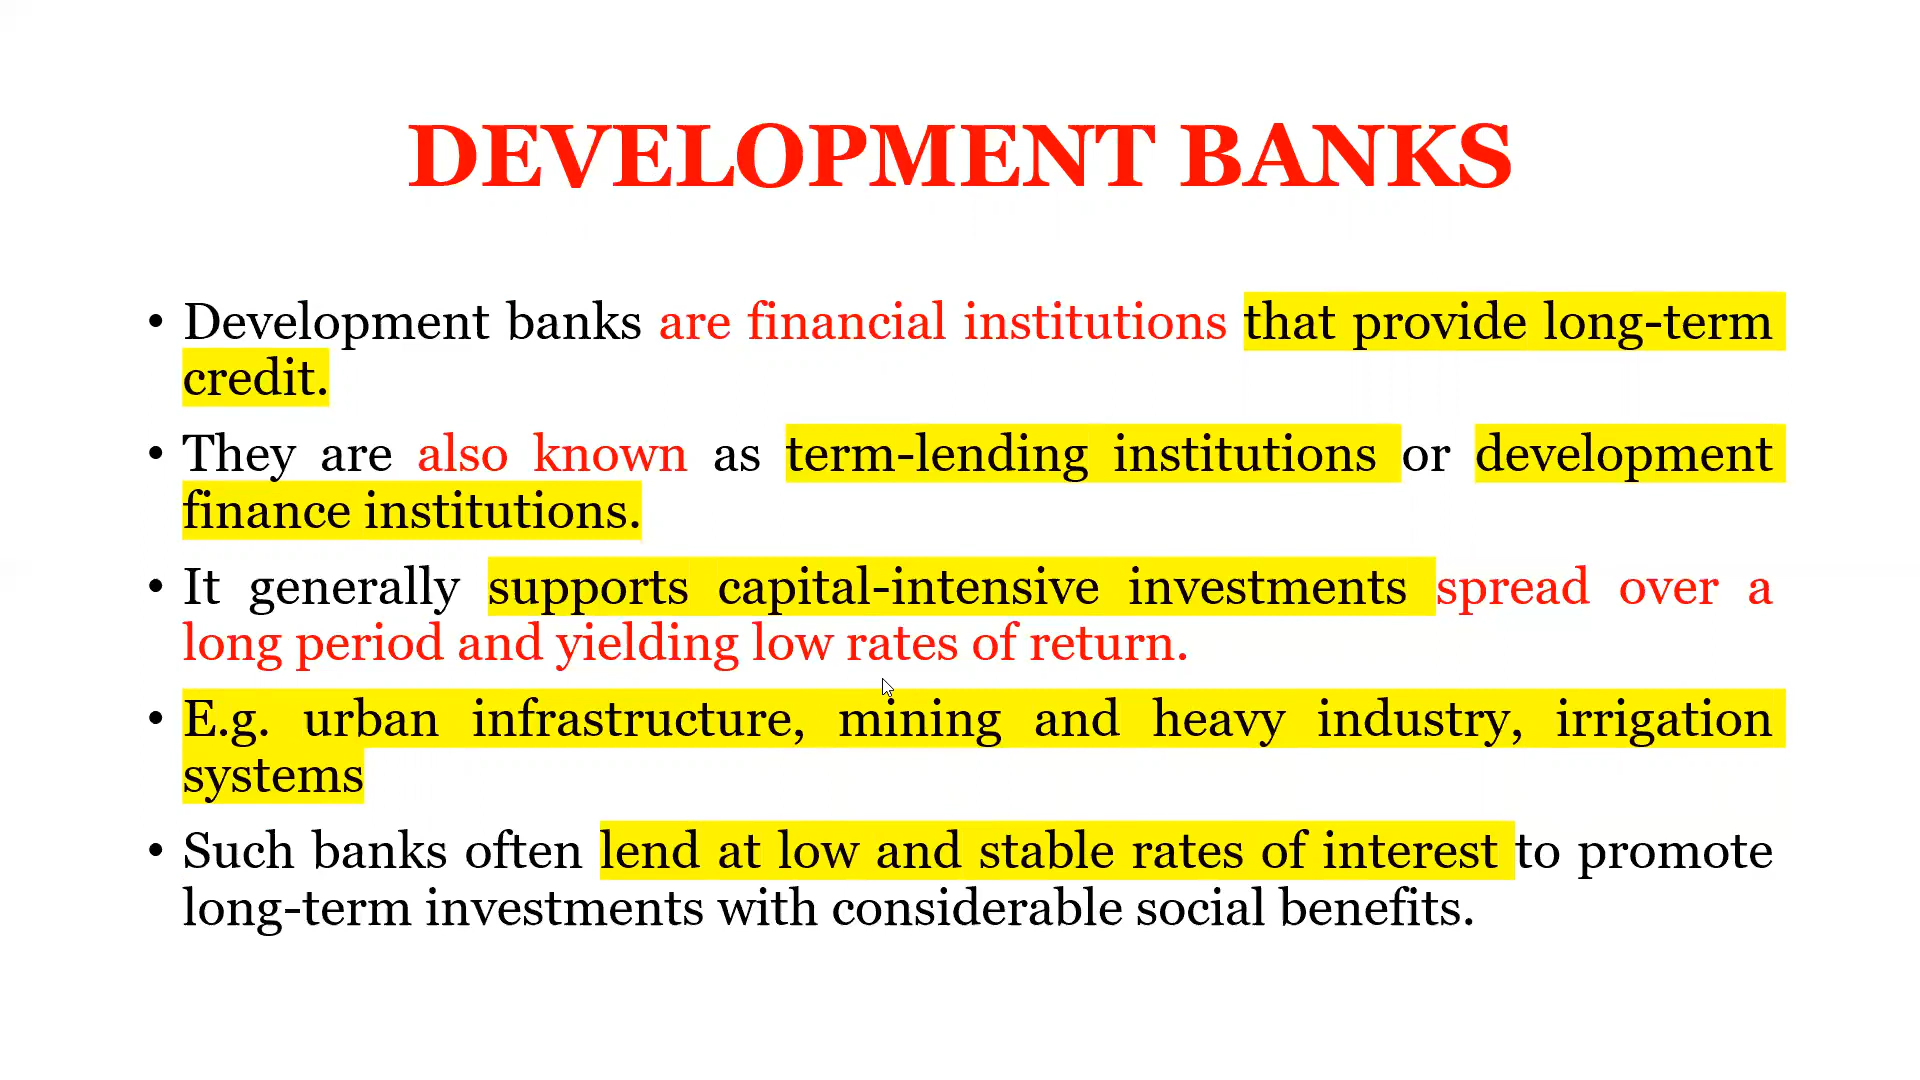 DEVELOPMENT BANKS
• Development banks are financial institutions that provide long-term
credit.
• They are also known as term-lending institutions or development
finance institutions.
• It generally supports capital-intensive investments spread over a
long period and yielding low rates of return.
• E.g. urban infrastructure, mining and heavy industry, irrigation
systems
• Such banks often lend at low and stable rates of interest to promote
long-term investments with considerable social benefits.